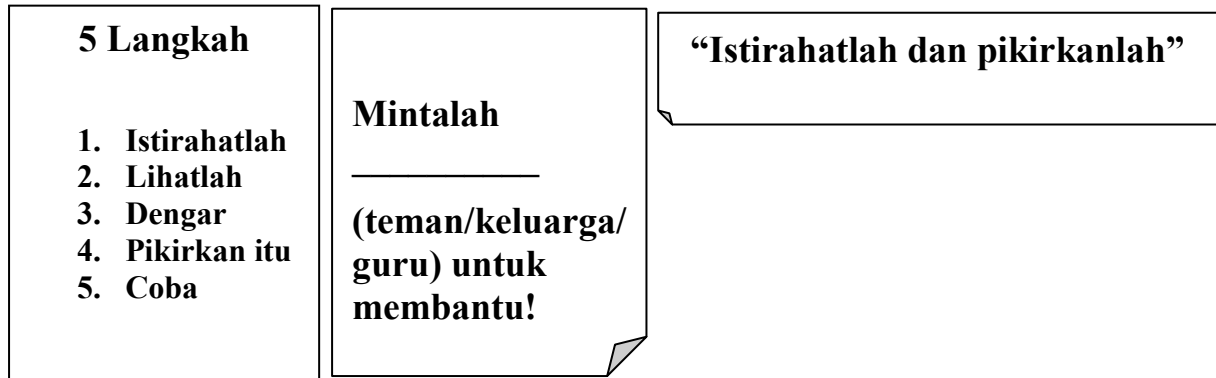 5 Langkah
1. Istirahatlah
2. Lihatlah
3. Dengar
4. Pikirkan itu
5. Coba
Mintalah
___________
(teman/keluarga/
guru) untuk
membantu!
“Istirahatlah dan pikirkanlah”